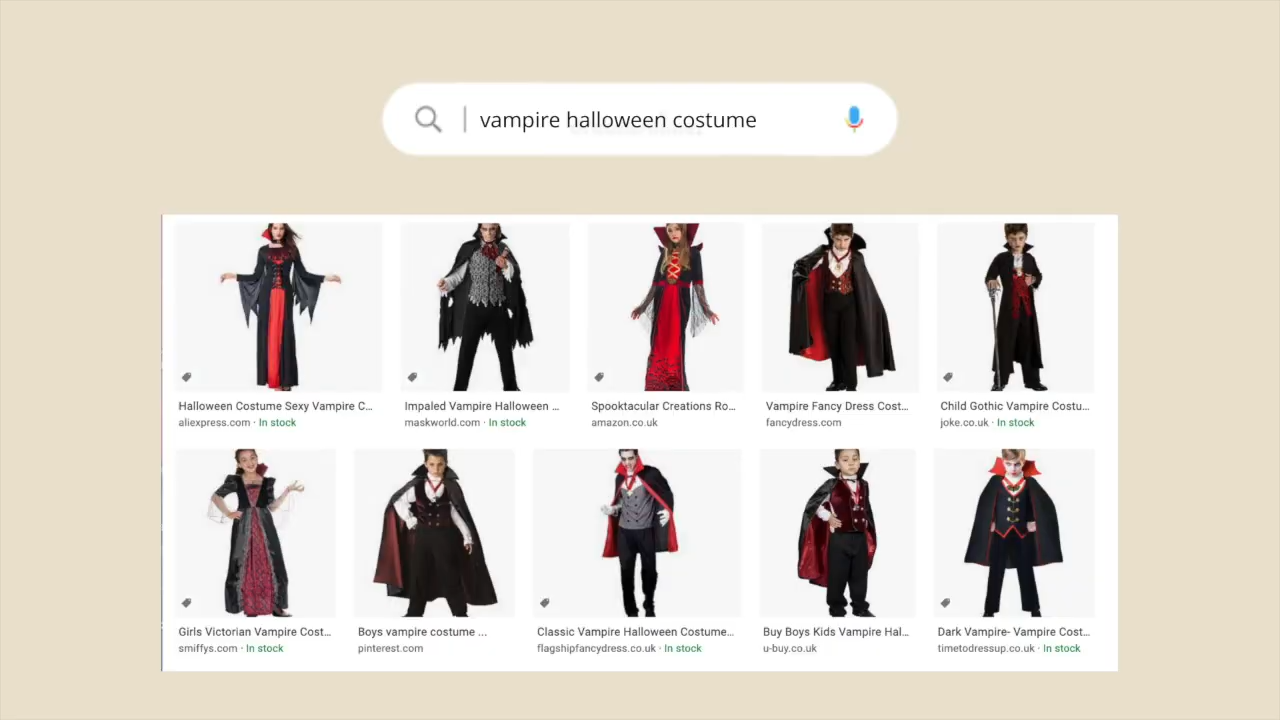 vampire halloween costume
Halloween Costume Sexy Vampire C...
aliexpress.com · In stock
Impaled Vampire Halloween ...
maskworld.com · In stock
Spooktacular Creations Ro...
amazon.co.uk
Vampire Fancy Dress Cost...
fancydress.com
Child Gothic Vampire Costu...
joke.co.uk · In stock
Girls Victorian Vampire Cost...
smiffys.com · In stock
Boys vampire costume ...
pinterest.com
Classic Vampire Halloween Costume...
flagshipfancydress.co.uk · In stock
Buy Boys Kids Vampire Hal...
u-buy.co.uk
Dark Vampire- Vampire Cost...
timetodressup.co.uk · In stock